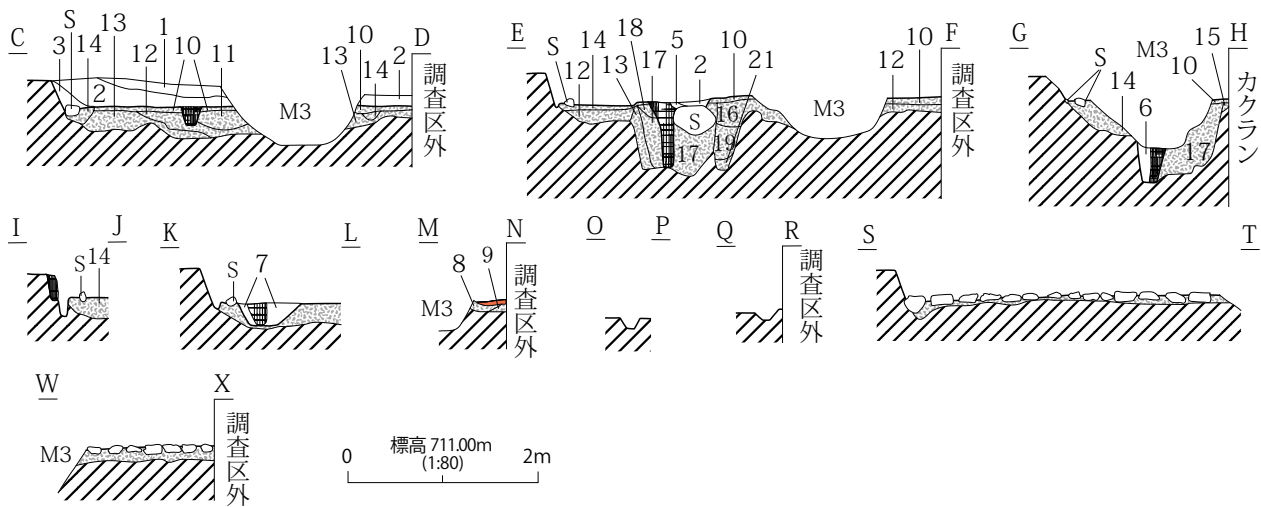 C S 3 14 13 2 12 1 10 11 M3 13 10 14 2 D 調査区外
E S 12 14 13 18 17 5 2 10 21 S 16 17 19 M3 12 10 F 調査区外
G S 14 6 M3 10 15 17 H カクラン
I S 14 J
K S 7 L
M M3 8 9 N 調査区外
O P
Q R 調査区外
S T
W M3 X 調査区外
標高 711.00m
(1:80)
0 2m